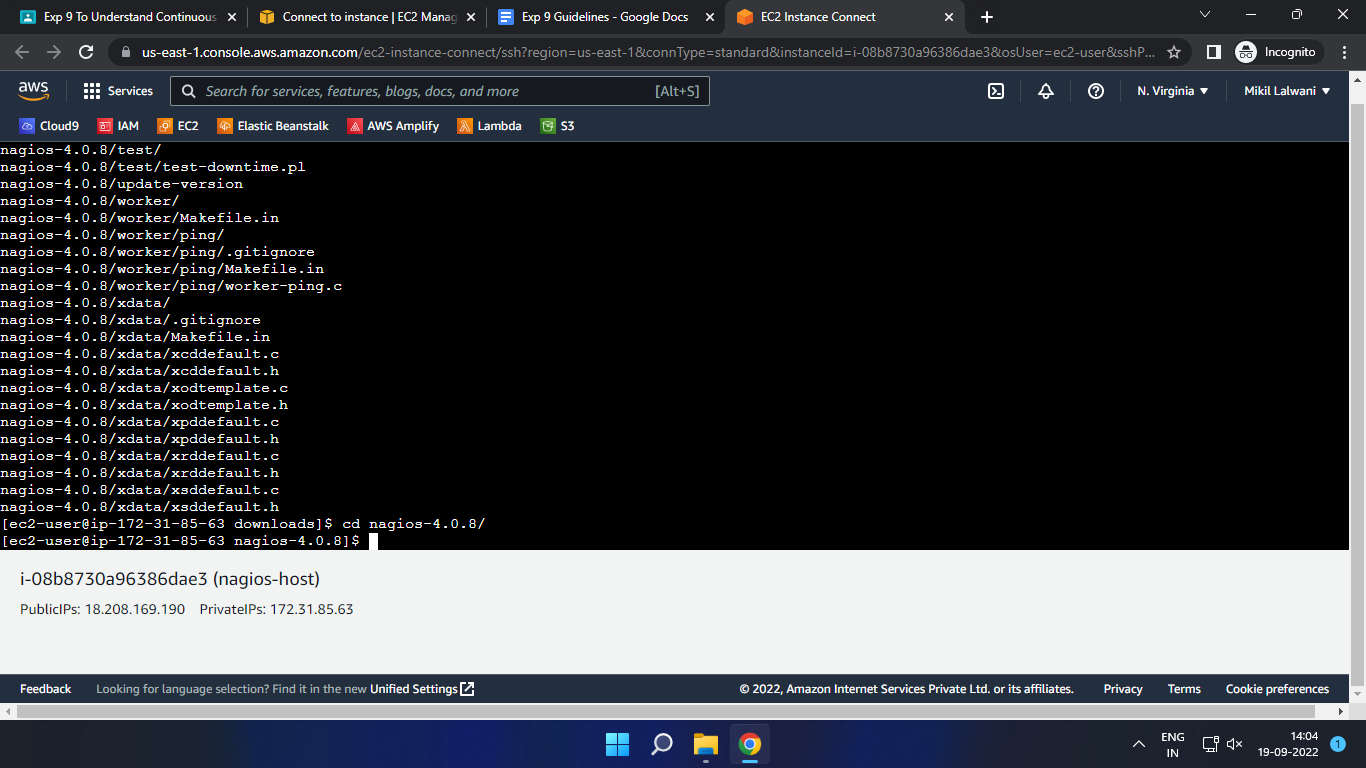 Exp 9 To Understand Continuous
Connect to instance | EC2 Manag
Exp 9 Guidelines - Google Docs
EC2 Instance Connect
us-east-1.console.aws.amazon.com/ec2-instance-connect/ssh?region=us-east-1&connType=standard&instanceId=i-08b8730a96386dae3&osUser=ec2-user&sshP...
Incognito
aws
Services
Search for services, features, blogs, docs, and more
[Alt+S]
N. Virginia
Mikil Lalwani
Cloud9
IAM
EC2
Elastic Beanstalk
AWS Amplify
Lambda
S3
nagios-4.0.8/test/
nagios-4.0.8/test/test-downtime.pl
nagios-4.0.8/update-version
nagios-4.0.8/worker/
nagios-4.0.8/worker/Makefile.in
nagios-4.0.8/worker/ping/
nagios-4.0.8/worker/ping/.gitignore
nagios-4.0.8/worker/ping/Makefile.in
nagios-4.0.8/worker/ping/worker-ping.c
nagios-4.0.8/xdata/
nagios-4.0.8/xdata/.gitignore
nagios-4.0.8/xdata/Makefile.in
nagios-4.0.8/xdata/xcddefault.c
nagios-4.0.8/xdata/xcddefault.h
nagios-4.0.8/xdata/xodtemplate.c
nagios-4.0.8/xdata/xodtemplate.h
nagios-4.0.8/xdata/xpddefault.c
nagios-4.0.8/xdata/xpddefault.h
nagios-4.0.8/xdata/xrddefault.c
nagios-4.0.8/xdata/xrddefault.h
nagios-4.0.8/xdata/xsddefault.c
nagios-4.0.8/xdata/xsddefault.h
[ec2-user@ip-172-31-85-63 downloads]$ cd nagios-4.0.8/
[ec2-user@ip-172-31-85-63 nagios-4.0.8]$
i-08b8730a96386dae3 (nagios-host)
PublicIPs: 18.208.169.190 PrivateIPs: 172.31.85.63
Feedback
Looking for language selection? Find it in the new Unified Settings
© 2022, Amazon Internet Services Private Ltd. or its affiliates.
Privacy
Terms
Cookie preferences
ENG
IN
14:04
19-09-2022
1